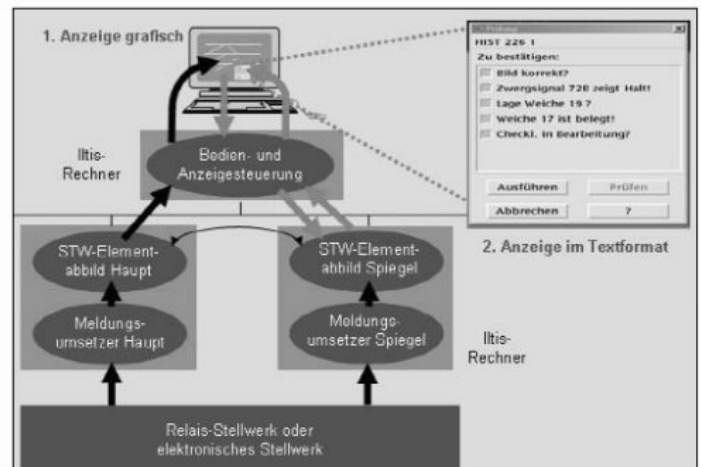 1. Anzeige grafisch
Prüfung
HIST 226 1
Zu bestätigen:
Bild korrekt?
Zwergsignal 72B zeigt Halt!
Lage Weiche 19 ?
Weiche 17 ist belegt!
Checkl. in Bearbeitung?
Ausführen
Prüfen
Abbrechen
?
2. Anzeige im Textformat
Iltis-
Rechner
Bedien- und
Anzeigesteuerung
STW-Element-
abbild Haupt
STW-Element-
abbild Spiegel
Meldungs-
umsetzer Haupt
Meldungs-
umsetzer Spiegel
Iltis-
Rechner
Relais-Stellwerk oder
elektronisches Stellwerk